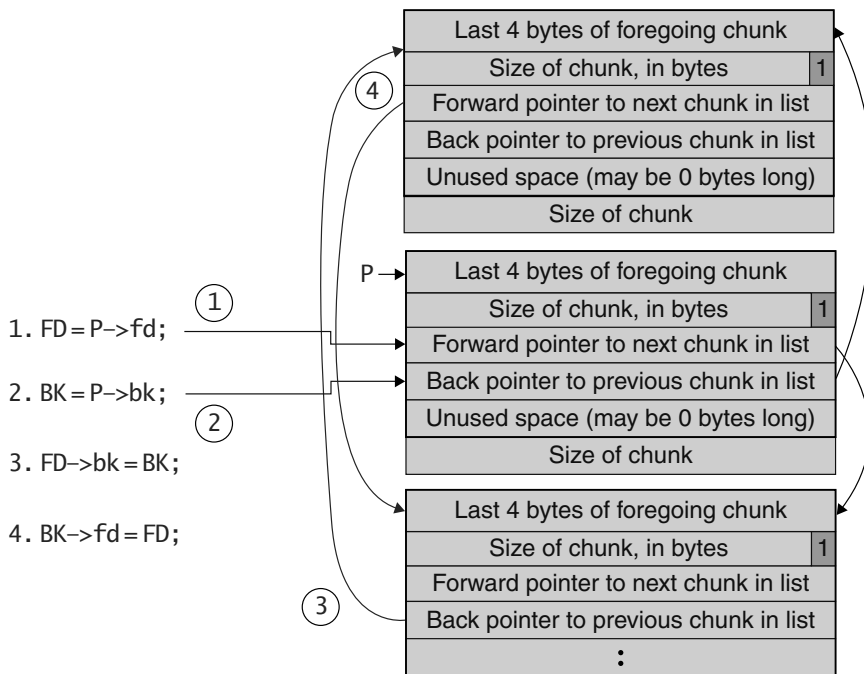 Last 4 bytes of foregoing chunk
Size of chunk, in bytes 1
4
Forward pointer to next chunk in list
Back pointer to previous chunk in list
Unused space (may be 0 bytes long)
Size of chunk
P
Last 4 bytes of foregoing chunk
Size of chunk, in bytes 1
1
1. FD=P–>fd;
Forward pointer to next chunk in list
2. BK=P–>bk;
Back pointer to previous chunk in list
2
Unused space (may be 0 bytes long)
3. FD–>bk=BK;
Size of chunk
4. BK->fd=FD;
Last 4 bytes of foregoing chunk
Size of chunk, in bytes 1
Forward pointer to next chunk in list
3
Back pointer to previous chunk in list
: